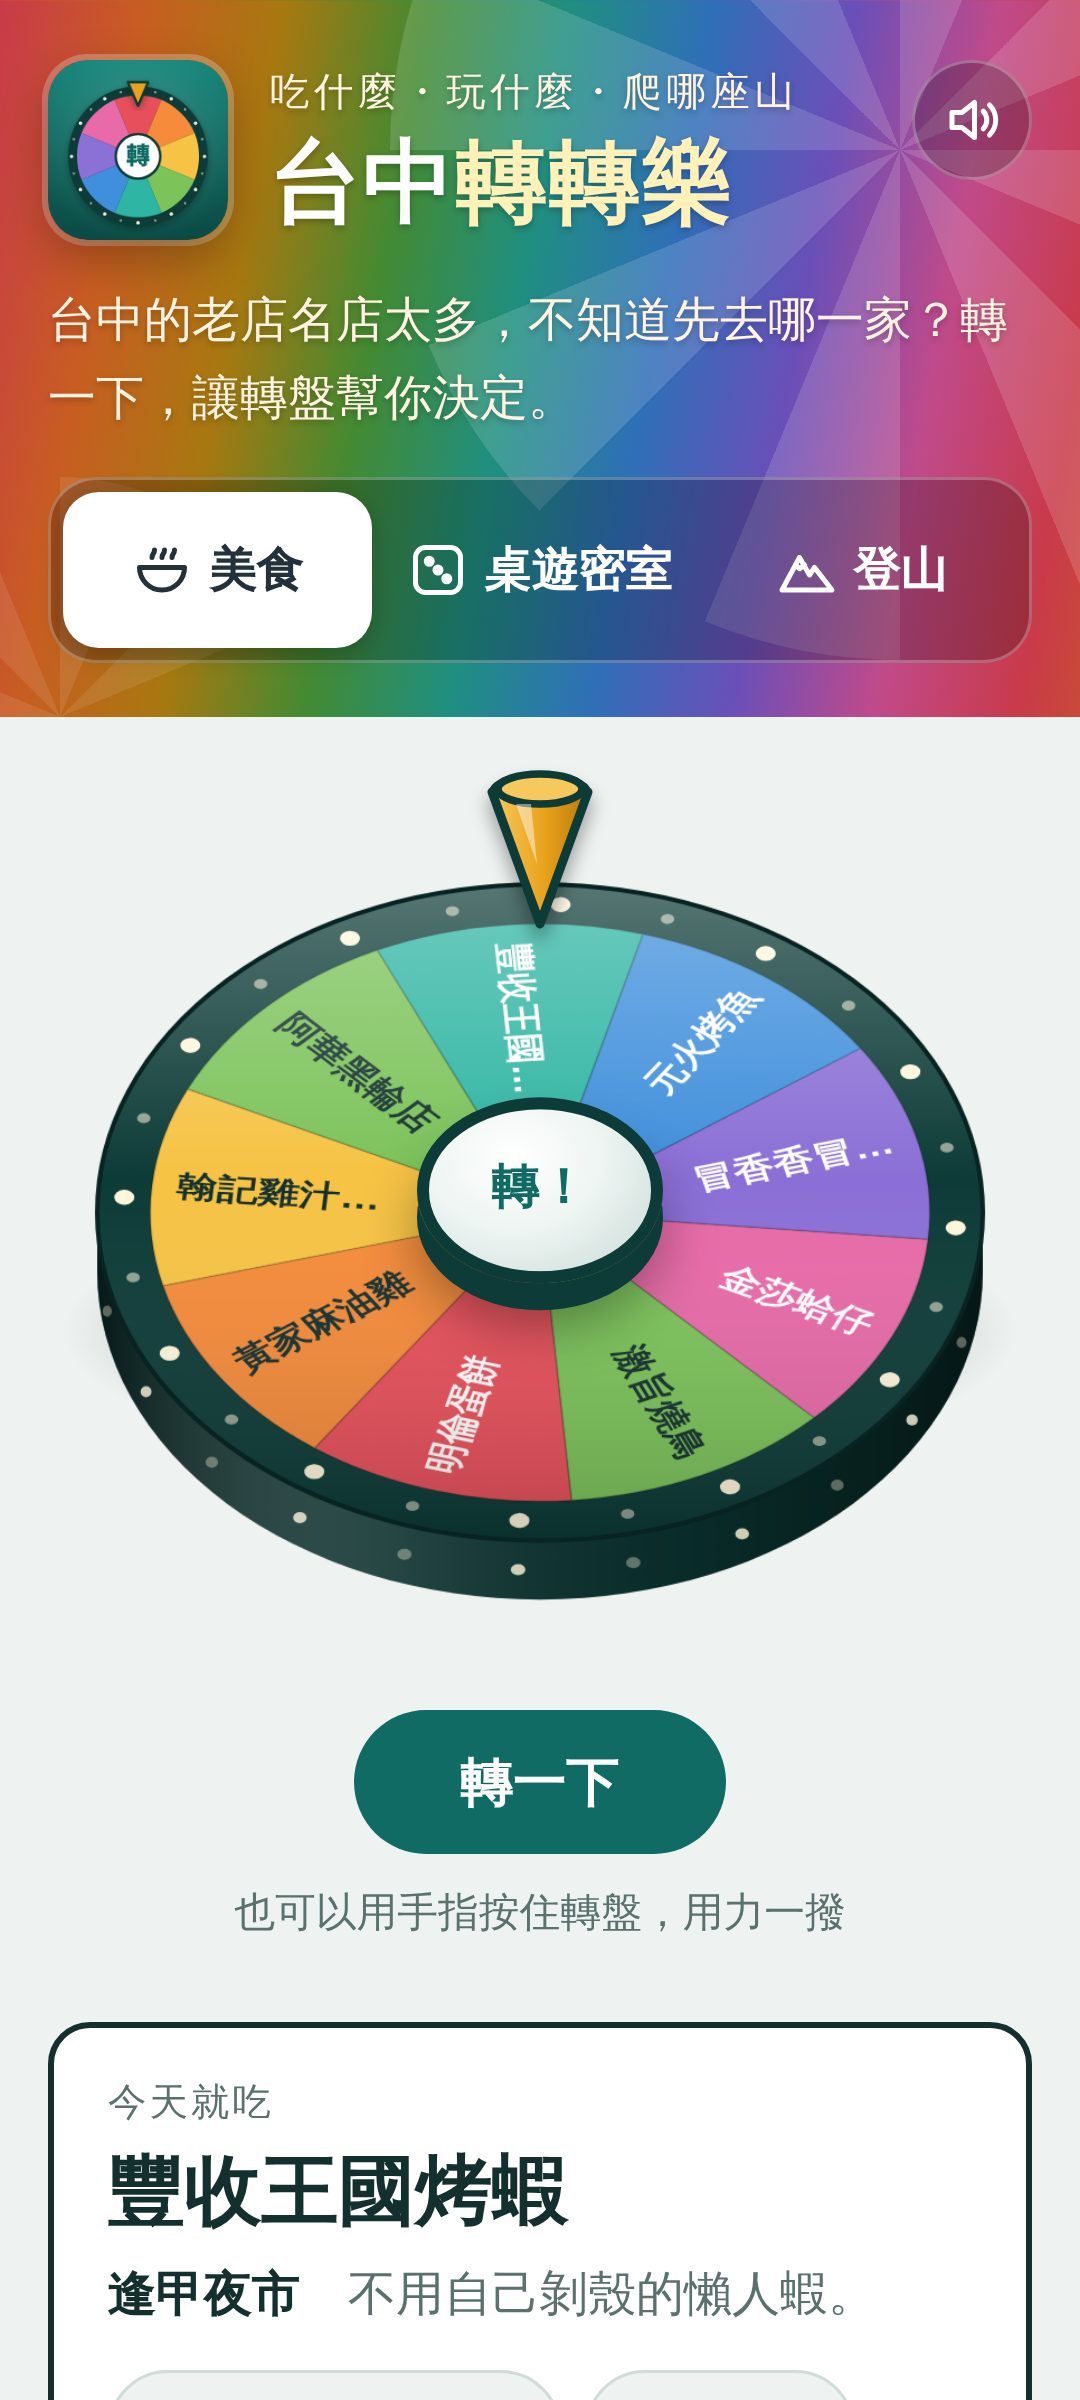 轉
吃什麼・玩什麼・爬哪座山
台中轉轉樂
台中的老店名店太多，不知道先去哪一家？轉
一下，讓轉盤幫你決定。
美食
桌遊密室
登山
豐收王國…
元火烤魚
冒香香冒…
金莎蛤仔
激旨燒鳥
明倫蛋餅
黃家麻油雞
翰記雞汁…
阿華黑輪店
轉！
轉一下
也可以用手指按住轉盤，用力一撥
今天就吃
豐收王國烤蝦
逢甲夜市　不用自己剝殼的懶人蝦。